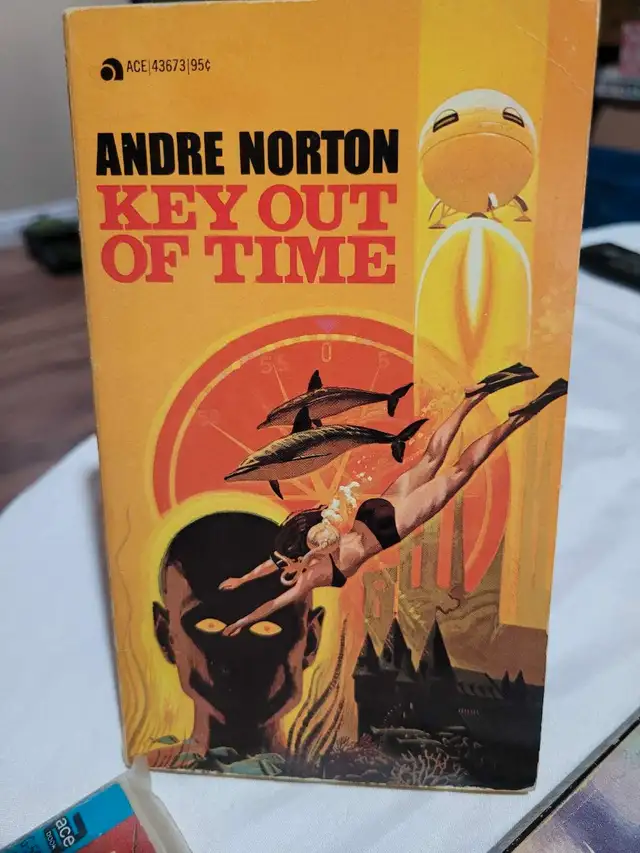 ACE|43673|95¢
ANDRE NORTON
KEY OUT
OF TIME
55 0 5
ace